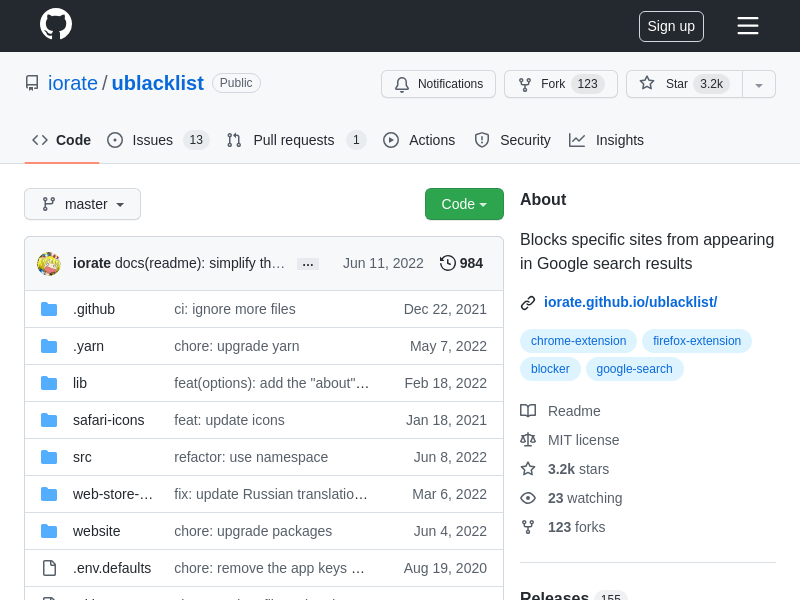 Sign up
iorate / ublacklist Public
Notifications Fork 123 Star 3.2k
Code Issues 13 Pull requests 1 Actions Security Insights
master Code
iorate docs(readme): simplify th… … Jun 11, 2022 984
.github ci: ignore more files Dec 22, 2021
.yarn chore: upgrade yarn May 7, 2022
lib feat(options): add the "about"… Feb 18, 2022
safari-icons feat: update icons Jan 18, 2021
src refactor: use namespace Jun 8, 2022
web-store-… fix: update Russian translatio… Mar 6, 2022
website chore: upgrade packages Jun 4, 2022
.env.defaults chore: remove the app keys … Aug 19, 2020
About
Blocks specific sites from appearing
in Google search results
iorate.github.io/ublacklist/
chrome-extension firefox-extension
blocker google-search
Readme
MIT license
3.2k stars
23 watching
123 forks
Releases 155